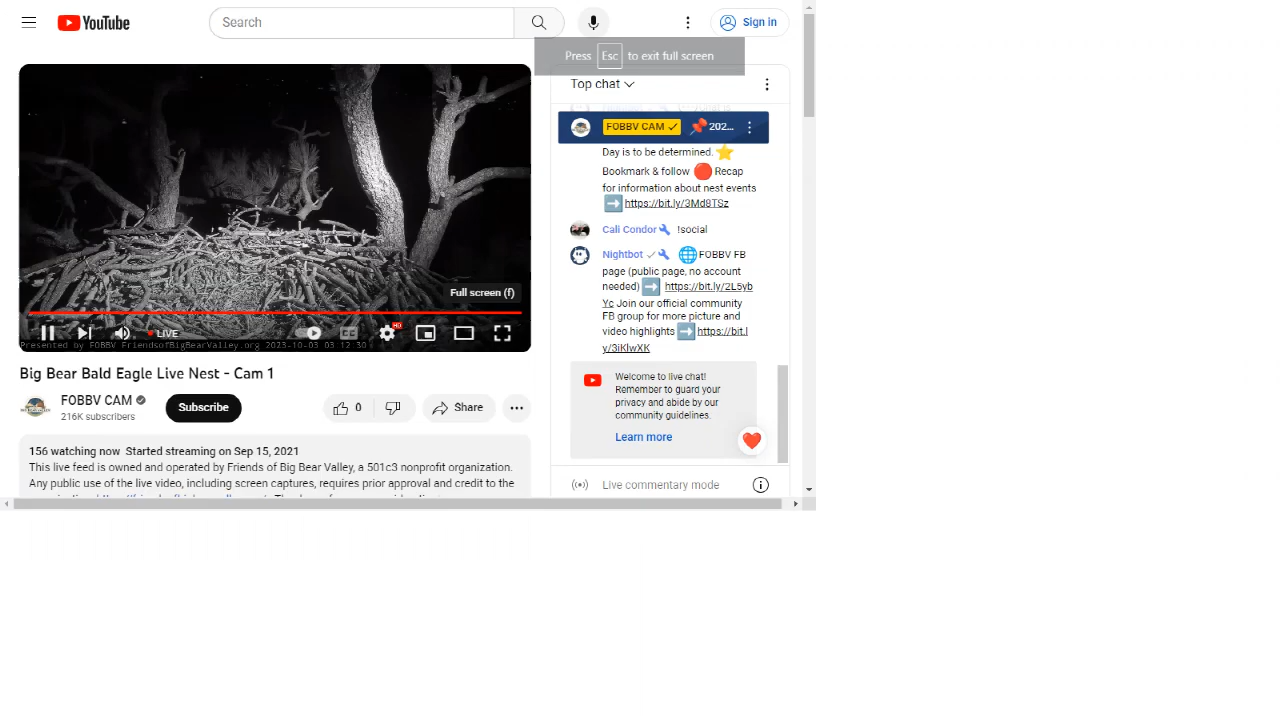 YouTube
Search
Sign in
Press Esc to exit full screen
Top chat
FOBBV CAM 202...
Day is to be determined.
Bookmark & follow Recap
for information about nest events
https://bit.ly/3Md8TSz
Cali Condor !social
Nightbot FOBBV FB
page (public page, no account
needed) https://bit.ly/2L5yb
Yc Join our official community
FB group for more picture and
video highlights https://bit.l
y/3iKlwXK
Welcome to live chat!
Remember to guard your
privacy and abide by our
community guidelines.
Learn more
Live commentary mode
Full screen (f)
LIVE
HD
Presented by FOBBV FriendsofBigBearValley.org 2023-10-03 03:12:30
Big Bear Bald Eagle Live Nest - Cam 1
FOBBV CAM
216K subscribers
Subscribe
0
Share
156 watching now Started streaming on Sep 15, 2021
This live feed is owned and operated by Friends of Big Bear Valley, a 501c3 nonprofit organization.
Any public use of the live video, including screen captures, requires prior approval and credit to the